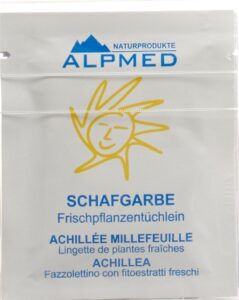 NATURPRODUKTE
ALPMED
SCHAFGARBE
Frischpflanzentüchlein
ACHILLÉE MILLEFEUILLE
Lingette de plantes fraîches
ACHILLEA
Fazzolettino con fitoestratti freschi